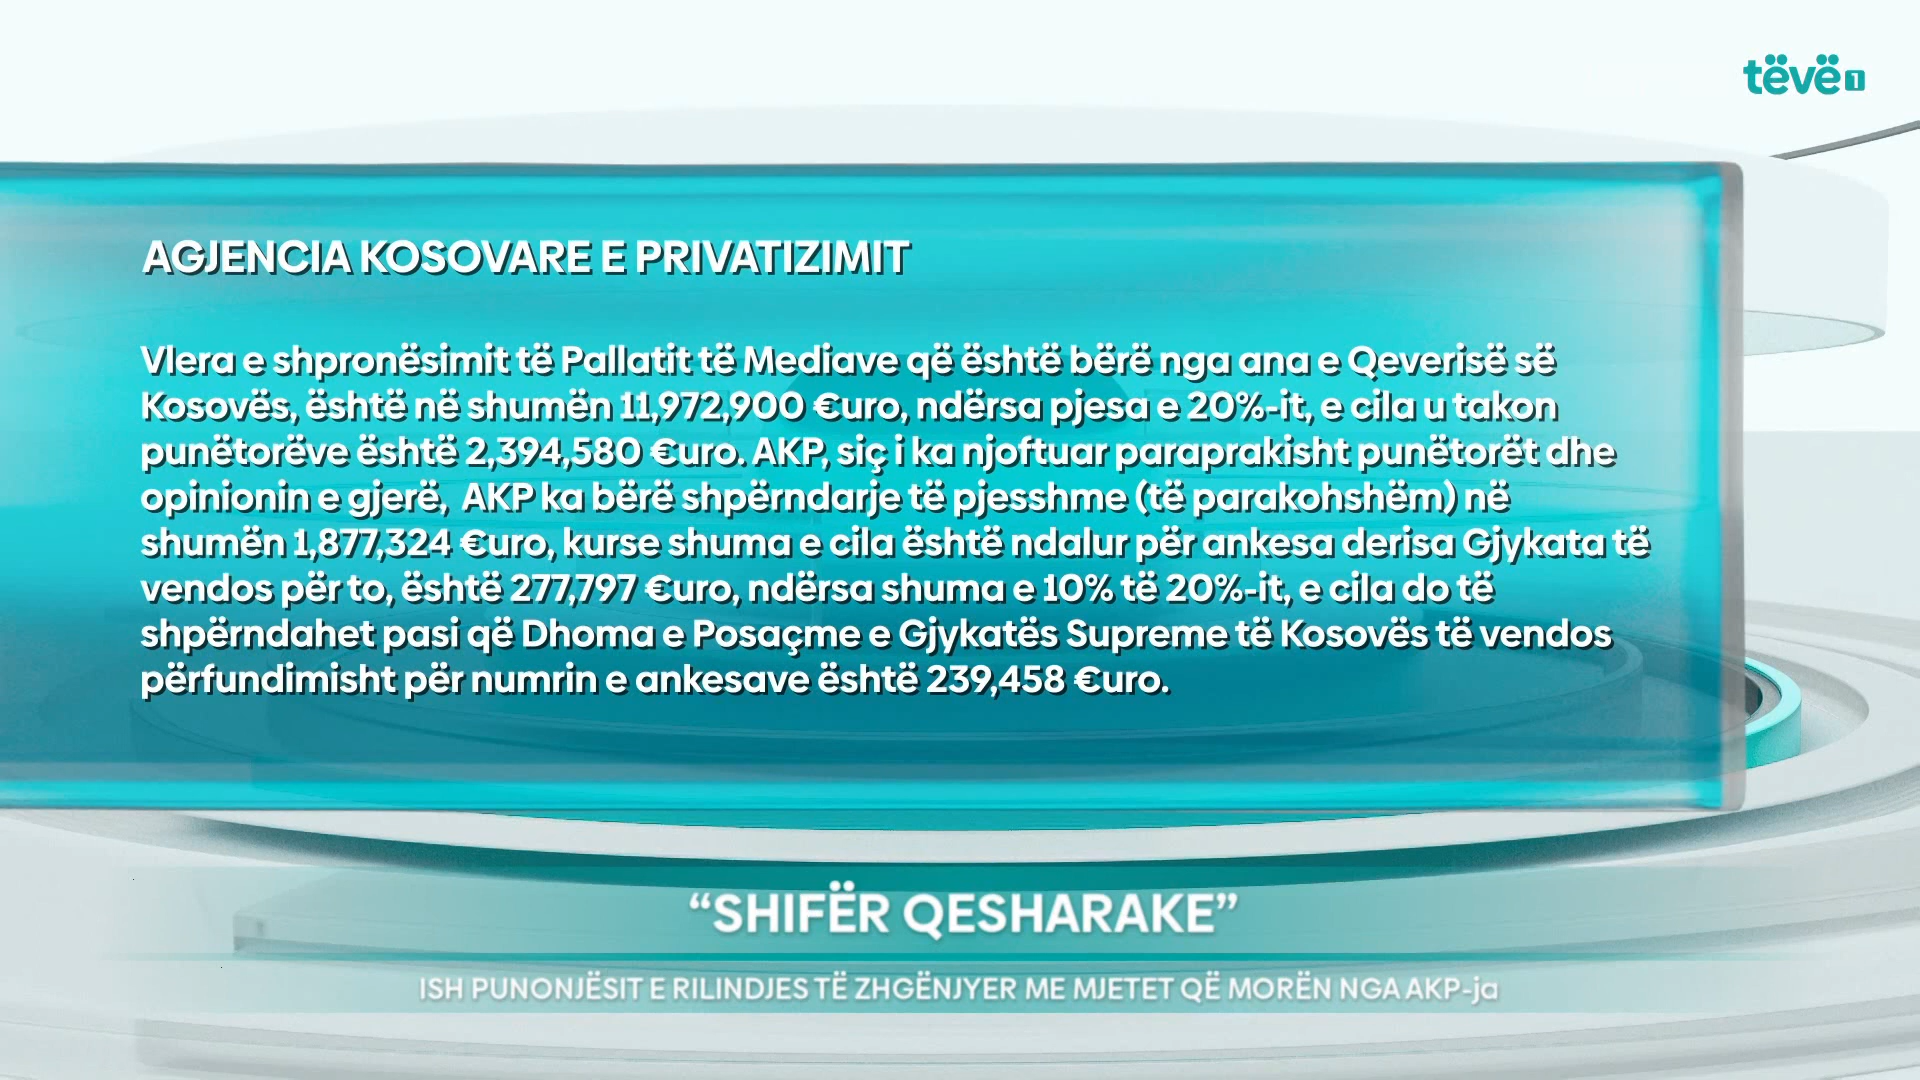 tëvë1
AGJENCIA KOSOVARE E PRIVATIZIMIT
Vlera e shpronësimit të Pallatit të Mediave që është bërë nga ana e Qeverisë së
Kosovës, është në shumën 11,972,900 €uro, ndërsa pjesa e 20%-it, e cila u takon
punëtorëve është 2,394,580 €uro. AKP, siç i ka njoftuar paraprakisht punëtorët dhe
opinionin e gjerë,  AKP ka bërë shpërndarje të pjesshme (të parakohshëm) në
shumën 1,877,324 €uro, kurse shuma e cila është ndalur për ankesa derisa Gjykata të
vendos për to, është 277,797 €uro, ndërsa shuma e 10% të 20%-it, e cila do të
shpërndahet pasi që Dhoma e Posaçme e Gjykatës Supreme të Kosovës të vendos
përfundimisht për numrin e ankesave është 239,458 €uro.
“SHIFËR QESHARAKE”
ISH PUNONJËSIT E RILINDJES TË ZHGËNJYER ME MJETET QË MORËN NGA AKP-ja